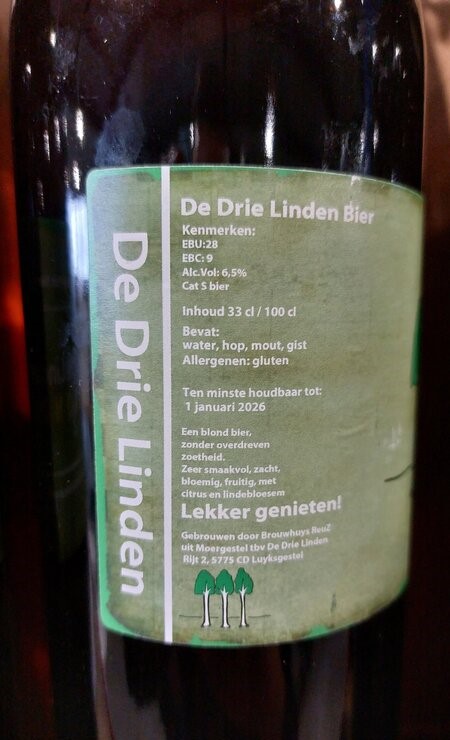 De Drie Linden
De Drie Linden Bier
Kenmerken:
EBU:28
EBC: 9
Alc.Vol: 6,5%
Cat S bier
Inhoud 33 cl / 100 cl
Bevat:
water, hop, mout, gist
Allergenen: gluten
Ten minste houdbaar tot:
1 januari 2026
Een blond bier,
zonder overdreven
zoetheid.
Zeer smaakvol, zacht,
bloemig, fruitig, met
citrus en lindebloesem
Lekker genieten!
Gebrouwen door Brouwhuys ReuZ
uit Moergestel tbv De Drie Linden
Rijt 2, 5775 CD Luyksgestel